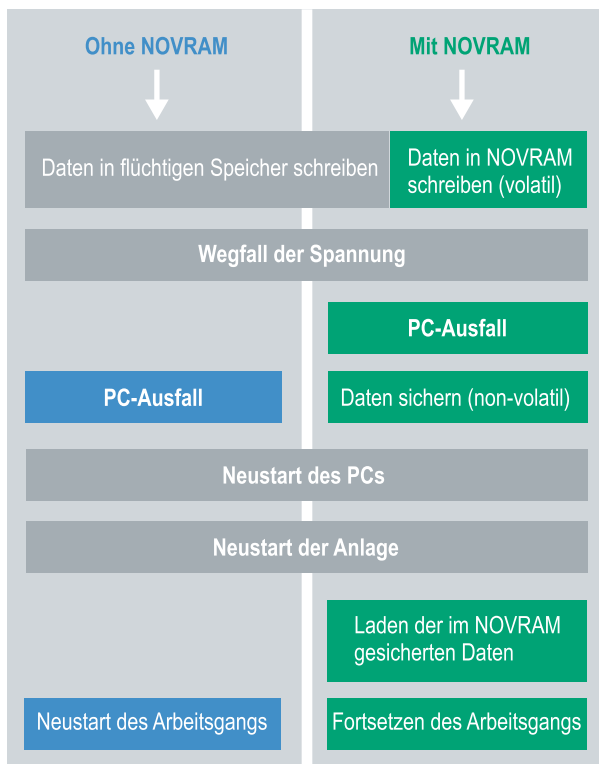 Ohne NOVRAM
Mit NOVRAM
Daten in flüchtigen Speicher schreiben
Daten in NOVRAM
schreiben (volatil)
Wegfall der Spannung
PC-Ausfall
PC-Ausfall
Daten sichern (non-volatil)
Neustart des PCs
Neustart der Anlage
Laden der im NOVRAM
gesicherten Daten
Neustart des Arbeitsgangs
Fortsetzen des Arbeitsgangs